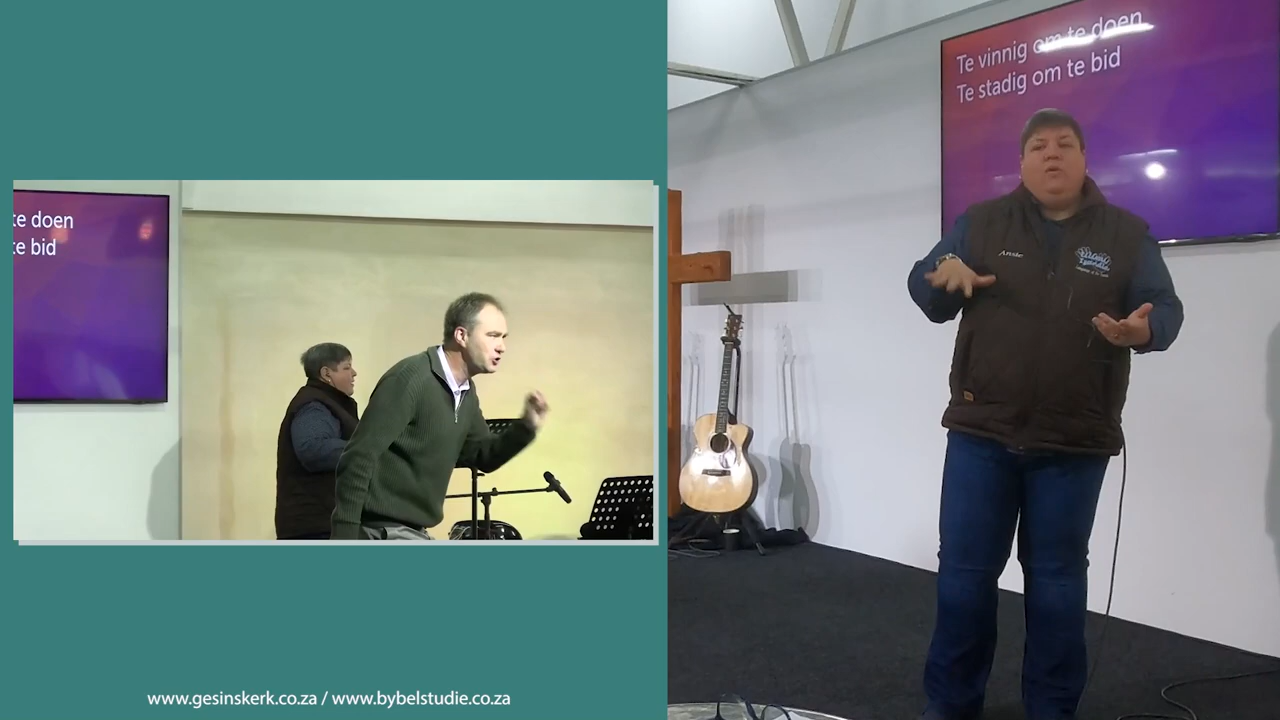 te doen
te bid
www.gesinskerk.co.za / www.bybelstudie.co.za
Te vinnig om te doen
Te stadig om te bid